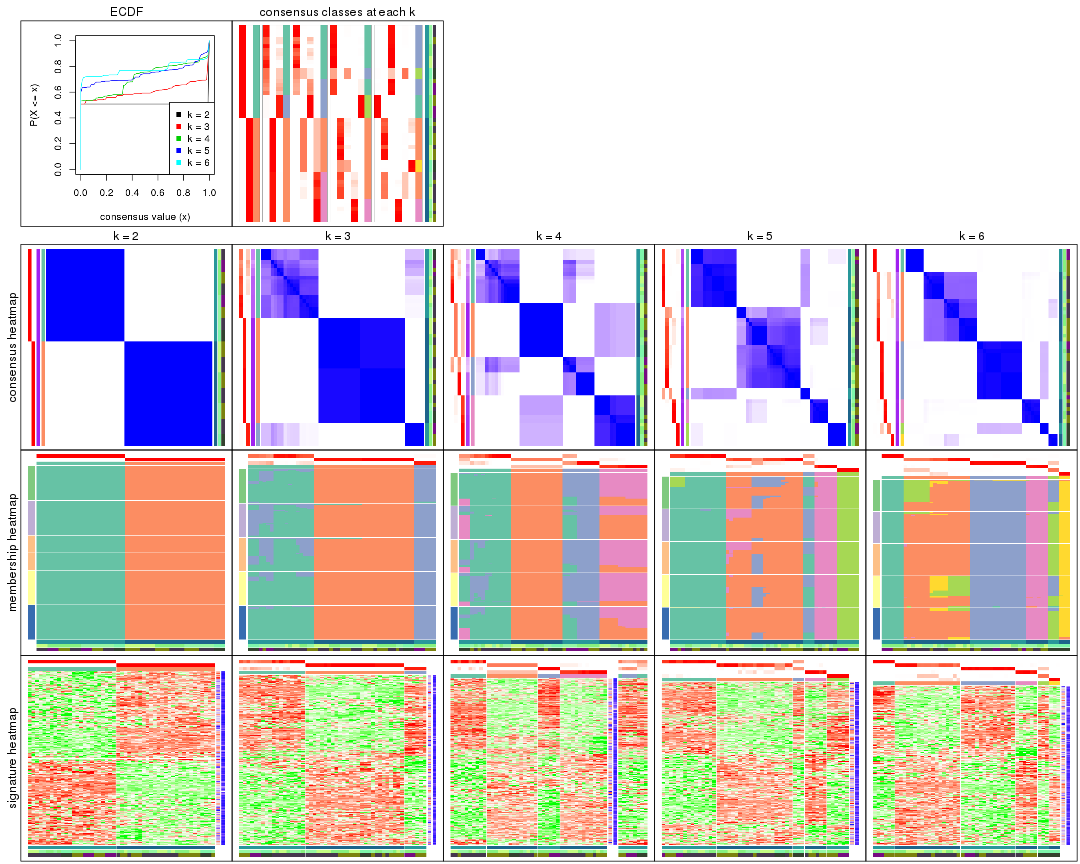 ECDF
consensus classes at each k
P(X <= x)
0.0
0.2
0.4
0.6
0.8
1.0
k = 2
k = 3
k = 4
k = 5
k = 6
0.0 0.2 0.4 0.6 0.8 1.0
consensus value (x)
k = 2
k = 3
k = 4
k = 5
k = 6
consensus heatmap
membership heatmap
signature heatmap